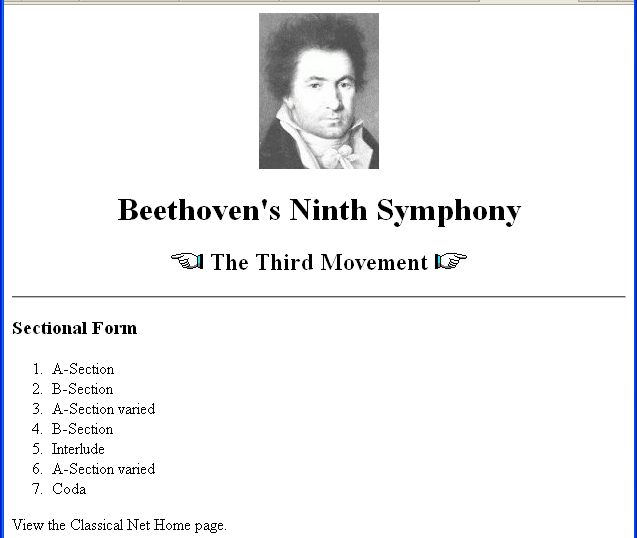 Beethoven's Ninth Symphony
The Third Movement
Sectional Form
1. A-Section
2. B-Section
3. A-Section varied
4. B-Section
5. Interlude
6. A-Section varied
7. Coda
View the Classical Net Home page.